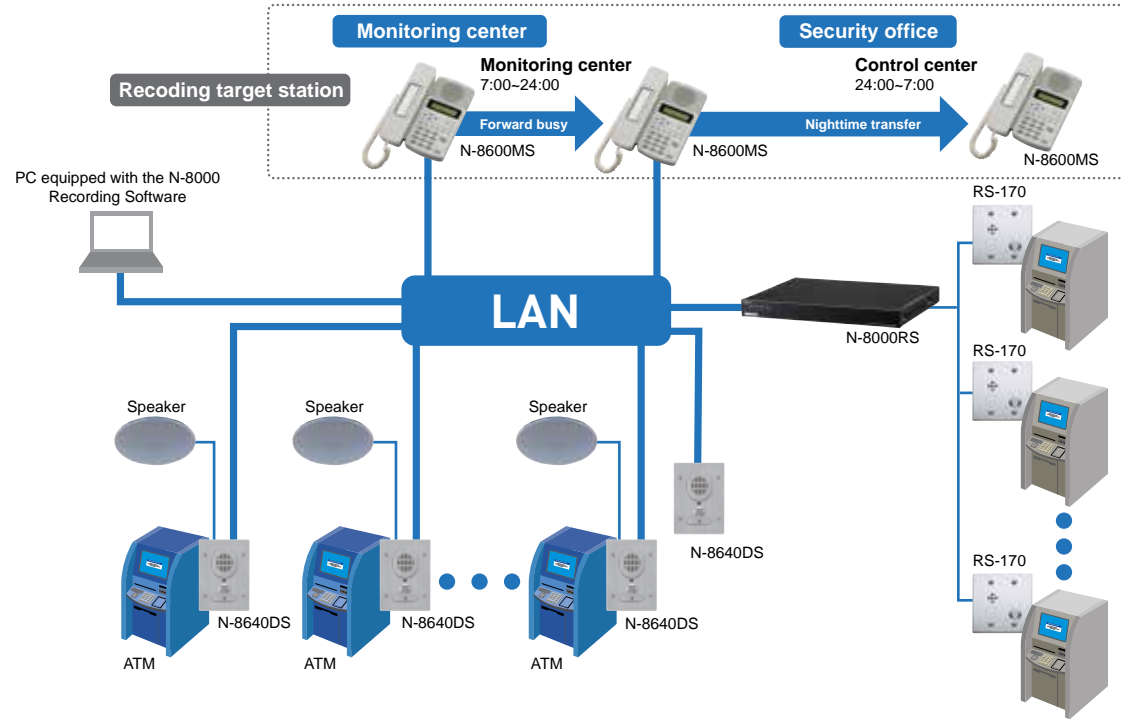 Monitoring center
Security office
Recoding target station
Monitoring center
7:00~24:00
Control center
24:00~7:00
Forward busy
Nighttime transfer
N-8600MS
N-8600MS
N-8600MS
PC equipped with the N-8000
Recording Software
RS-170
LAN
N-8000RS
RS-170
Speaker
Speaker
Speaker
N-8640DS
RS-170
N-8640DS
N-8640DS
N-8640DS
ATM
ATM
ATM